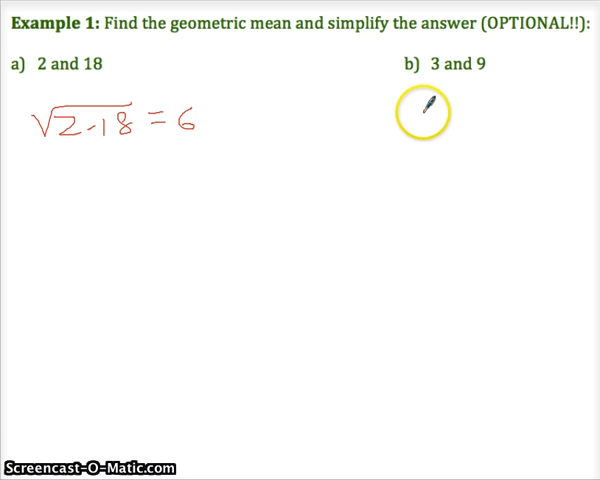 Example 1: Find the geometric mean and simplify the answer (OPTIONAL!!):
a) 2 and 18
b) 3 and 9
√2·18 = 6
Screencast-O-Matic.com